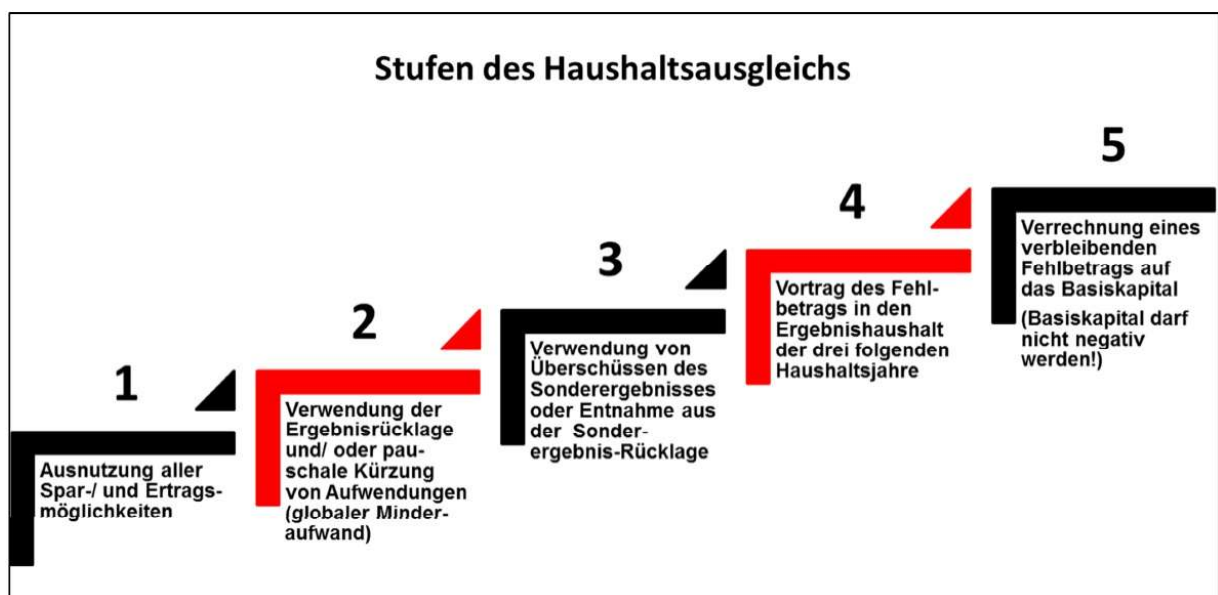 Stufen des Haushaltsausgleichs
1
Ausnutzung aller
Spar-/ und Ertrags-
möglichkeiten
2
Verwendung der
Ergebnisrücklage
und/ oder pau-
schale Kürzung
von Aufwendungen
(globaler Minder-
aufwand)
3
Verwendung von
Überschüssen des
Sonderergebnisses
oder Entnahme aus
der Sonder-
ergebnis-Rücklage
4
Vortrag des Fehl-
betrags in den
Ergebnishaushalt
der drei folgenden
Haushaltsjahre
5
Verrechnung eines
verbleibenden
Fehlbetrags auf
das Basiskapital
(Basiskapital darf
nicht negativ
werden!)